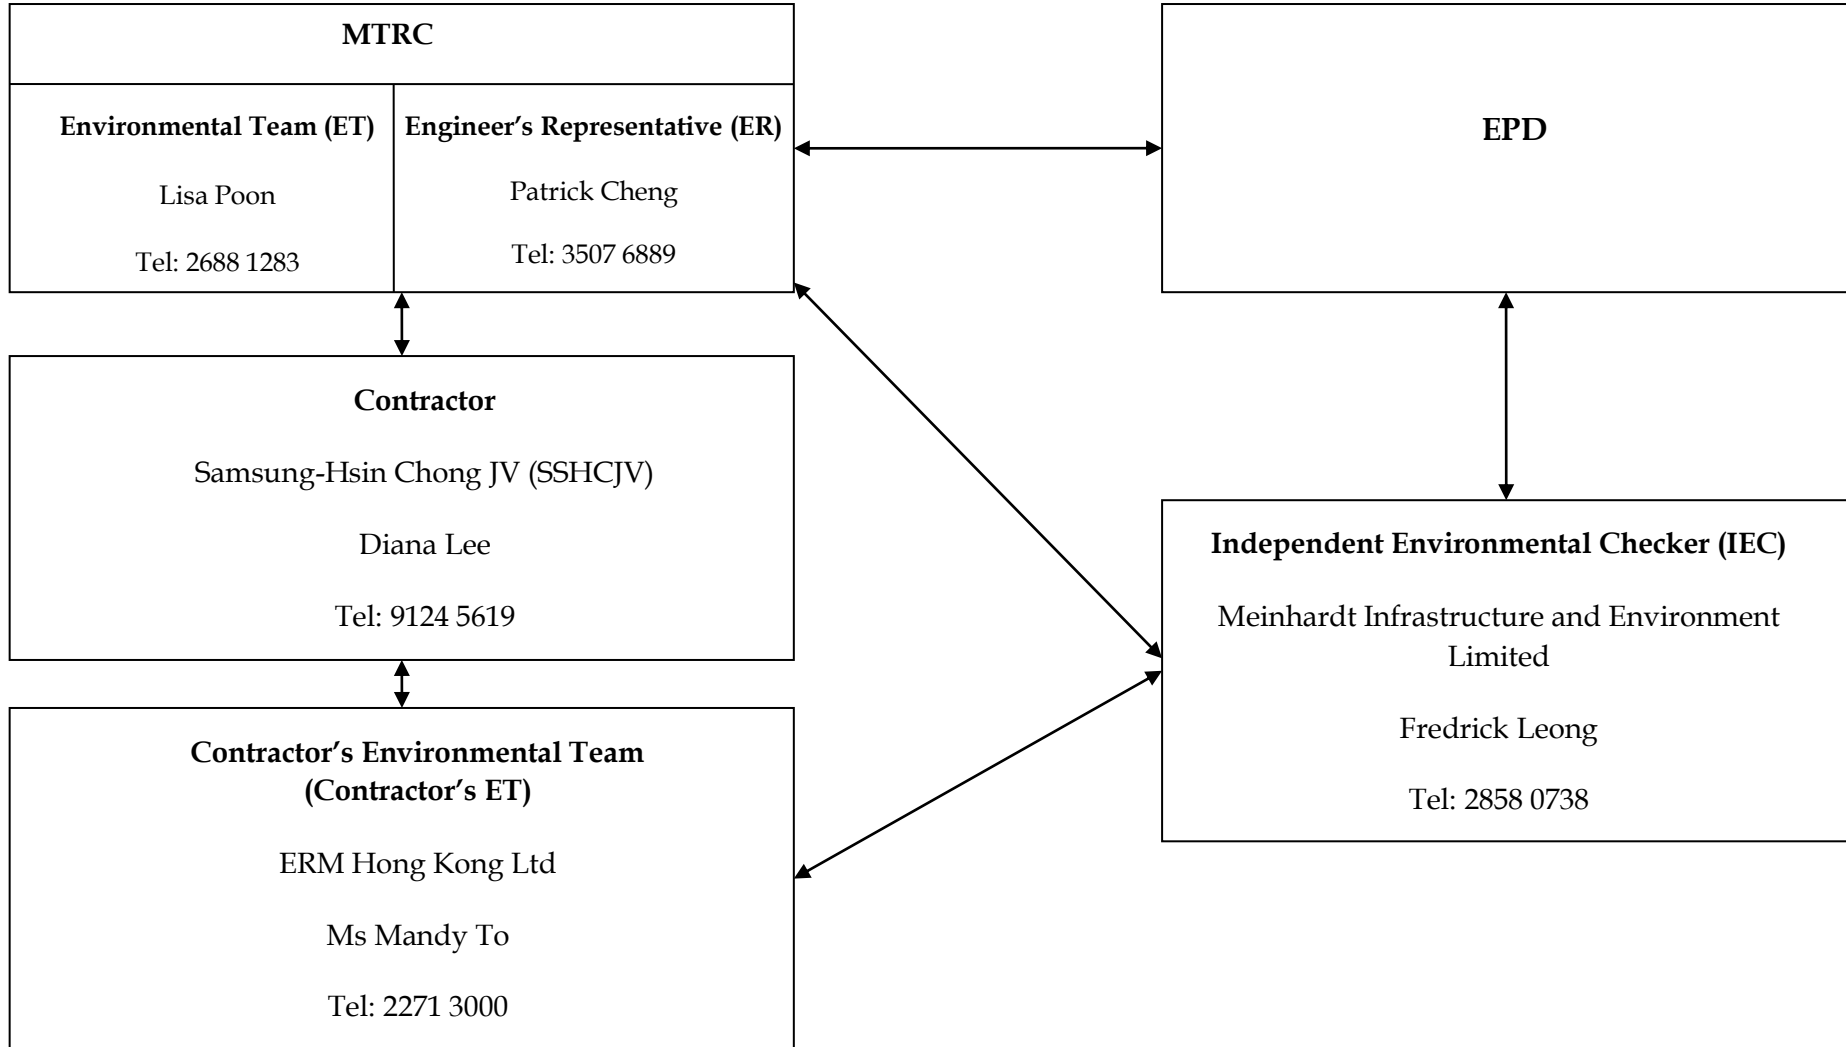 MTRC
Environmental Team (ET)
Lisa Poon
Tel: 2688 1283
Engineer’s Representative (ER)
Patrick Cheng
Tel: 3507 6889
EPD
Contractor
Samsung-Hsin Chong JV (SSHCJV)
Diana Lee
Tel: 9124 5619
Independent Environmental Checker (IEC)
Meinhardt Infrastructure and Environment
Limited
Fredrick Leong
Tel: 2858 0738
Contractor’s Environmental Team
(Contractor’s ET)
ERM Hong Kong Ltd
Ms Mandy To
Tel: 2271 3000